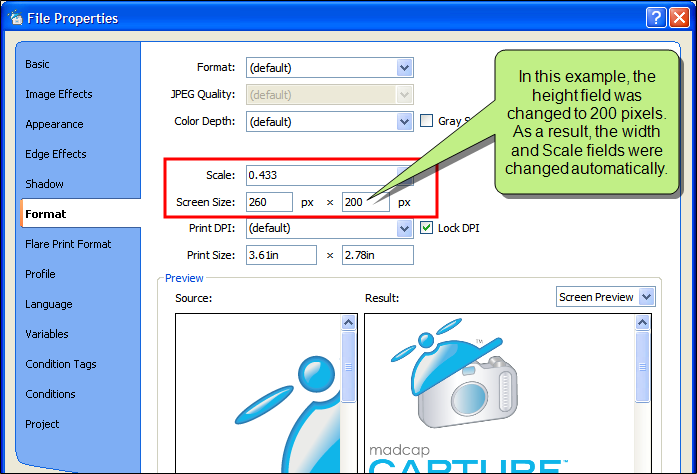 File Properties
Basic
Image Effects
Appearance
Edge Effects
Shadow
Format
Flare Print Format
Profile
Language
Variables
Condition Tags
Conditions
Project
Format: (default)
JPEG Quality: (default)
Color Depth: (default) Gray S
Scale: 0.433
Screen Size: 260 px × 200 px
Print DPI: (default) Lock DPI
Print Size: 3.61in × 2.78in
In this example, the
height field was
changed to 200 pixels.
As a result, the width
and Scale fields were
changed automatically.
Preview
Source: Result: Screen Preview
™
madcap
CAPTURE™